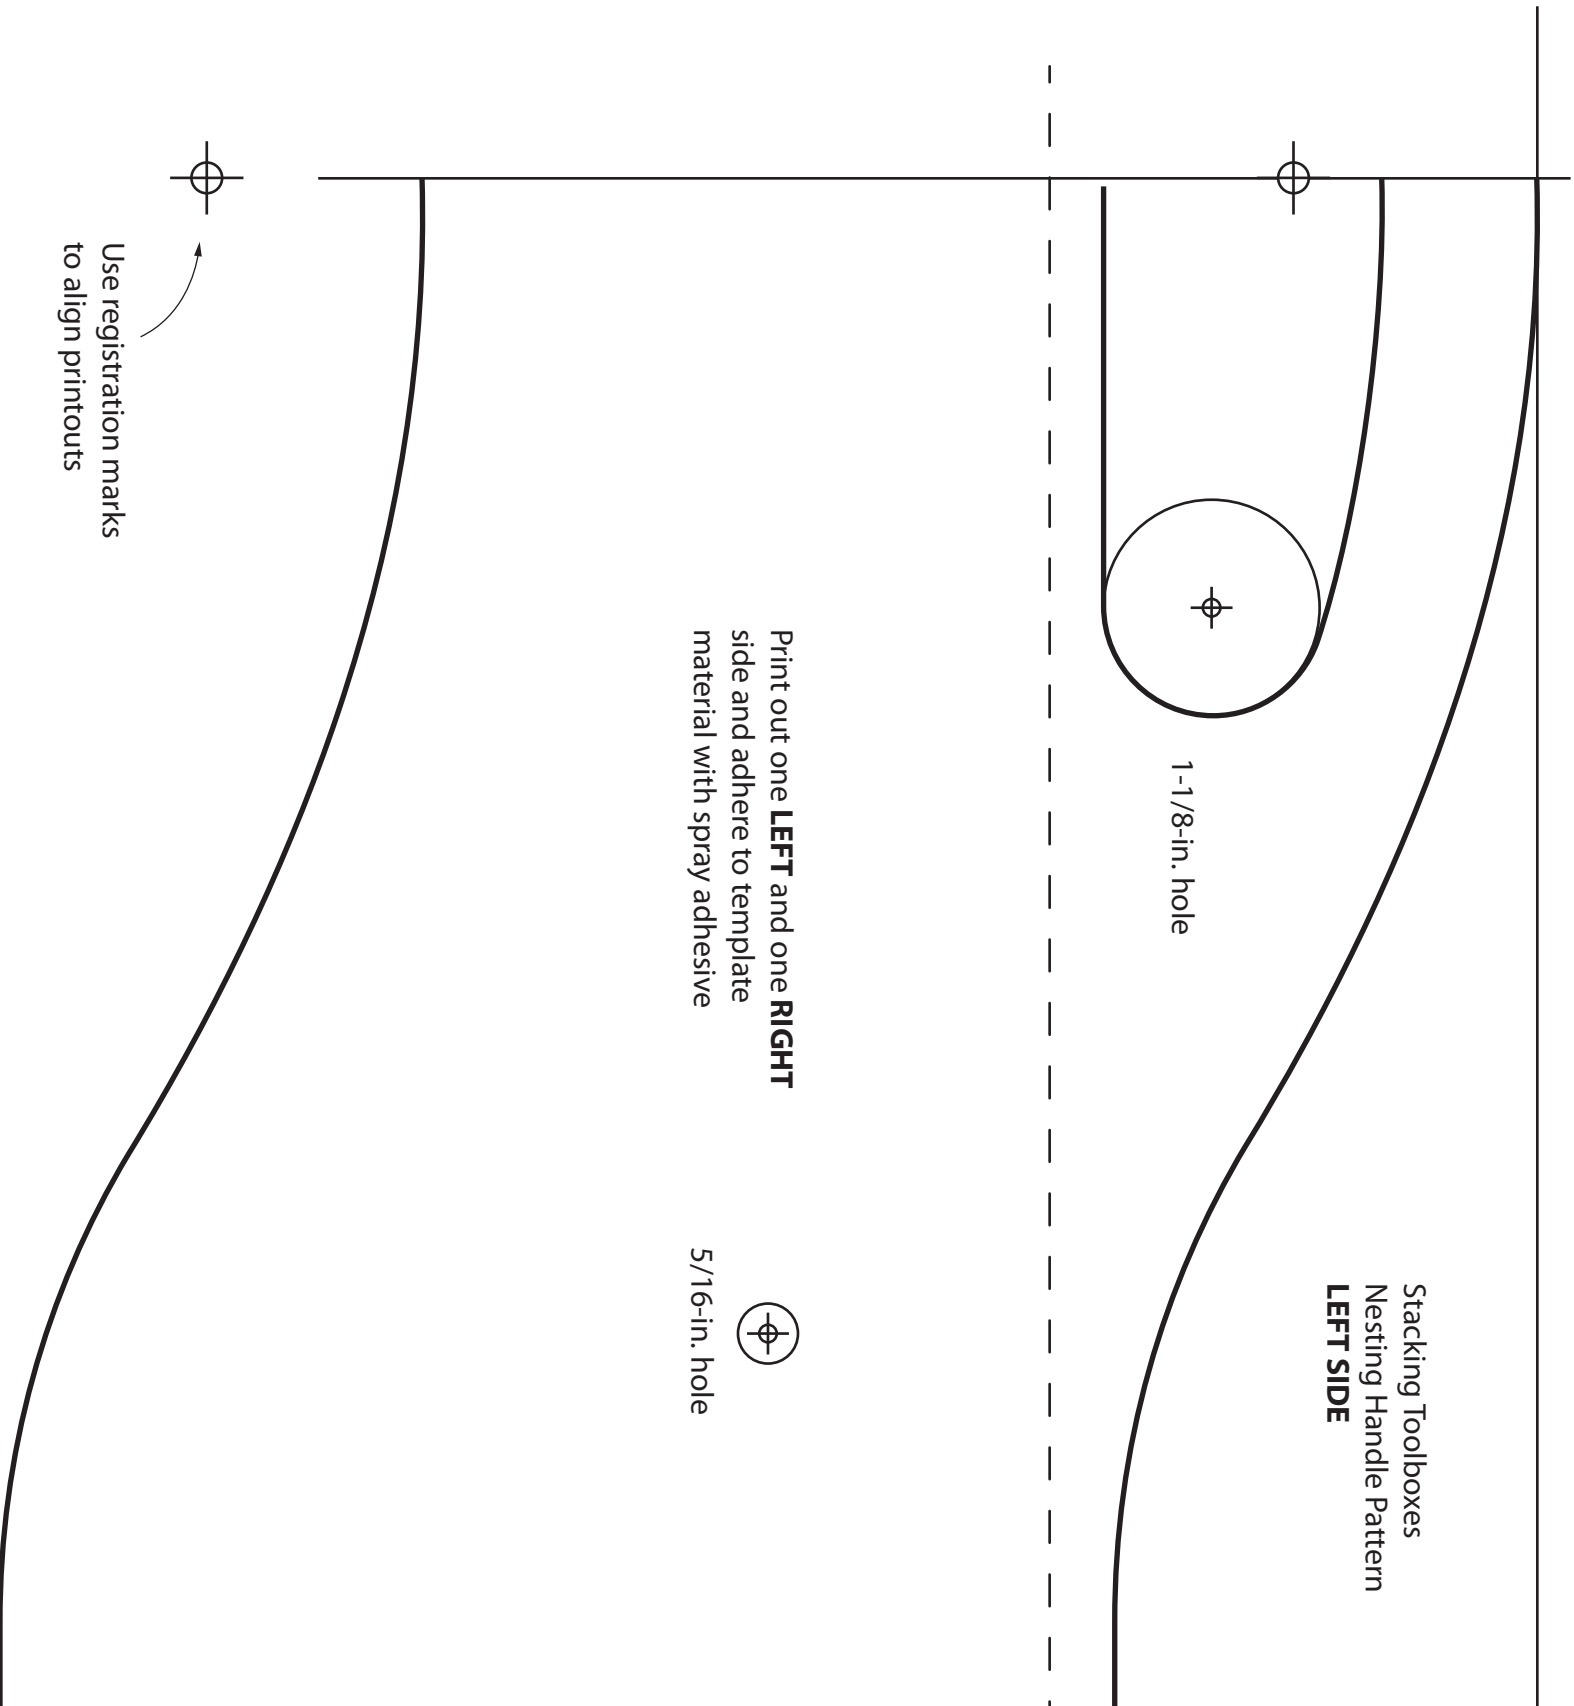 Stacking Toolboxes
Nesting Handle Pattern
LEFT SIDE
1-1/8-in. hole
Print out one LEFT and one RIGHT
side and adhere to template
material with spray adhesive
5/16-in. hole
Use registration marks
to align printouts